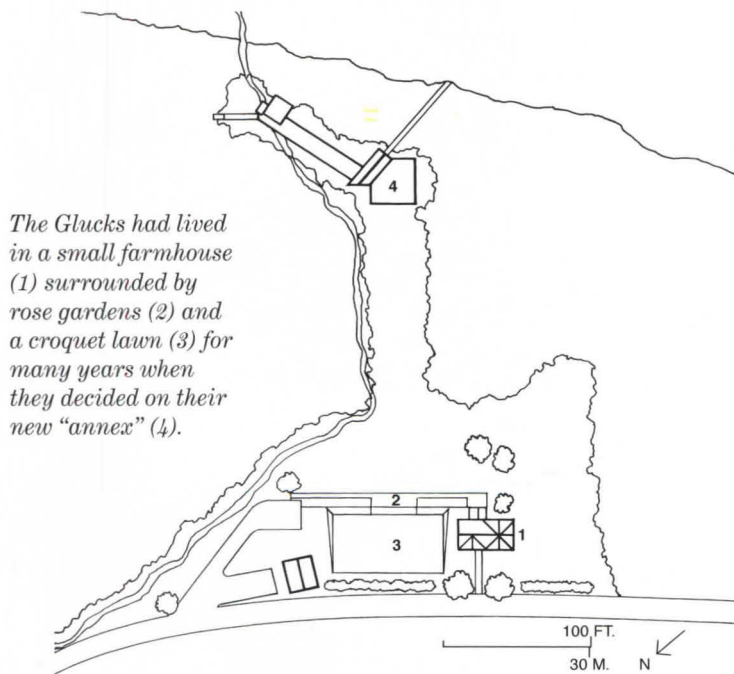 4
The Glucks had lived
in a small farmhouse
(1) surrounded by
rose gardens (2) and
a croquet lawn (3) for
many years when
they decided on their
new “annex” (4).
2
1
3
100 FT.
30 M. N